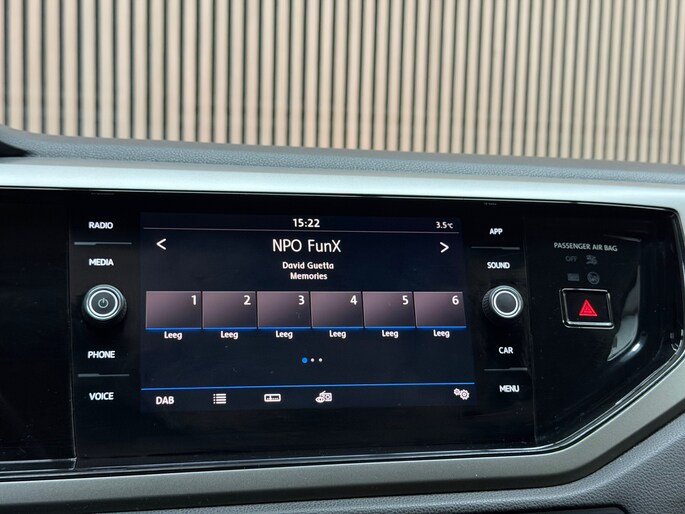 15:22
3.5°C
RADIO
MEDIA
PHONE
VOICE
<
NPO FunX
>
David Guetta
Memories
1 2 3 4 5 6
Leeg Leeg Leeg Leeg Leeg Leeg
DAB
APP
SOUND
CAR
MENU
PASSENGER AIR BAG
OFF